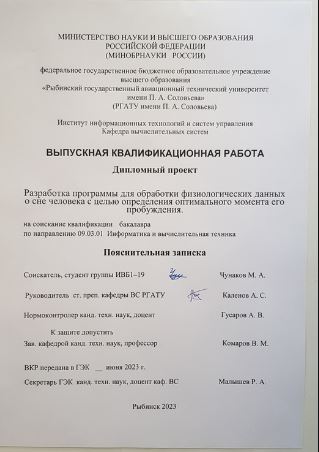 МИНИСТЕРСТВО НАУКИ И ВЫСШЕГО ОБРАЗОВАНИЯ
РОССИЙСКОЙ ФЕДЕРАЦИИ
(МИНОБРНАУКИ РОССИИ)
федеральное государственное бюджетное образовательное учреждение
высшего образования
«Рыбинский государственный авиационный технический университет
имени П. А. Соловьева»
(РГАТУ имени П. А. Соловьева)
Институт информационных технологий и систем управления
Кафедра вычислительных систем
ВЫПУСКНАЯ КВАЛИФИКАЦИОННАЯ РАБОТА
Дипломный проект
Разработка программы для обработки физиологических данных
о сне человека с целью определения оптимального момента его
пробуждения.
на соискание квалификации бакалавра
по направлению 09.03.01 Информатика и вычислительная техника
Пояснительная записка
Соискатель, студент группы ИВБ1–19 Чунаков М. А.
Руководитель ст. преп. кафедры ВС РГАТУ Каленов А. С.
Нормоконтролер канд. техн. наук, доцент Гусаров А. В.
К защите допустить
Зав. кафедрой канд. техн. наук, профессор Комаров В. М.
ВКР передана в ГЭК __ июня 2023 г.
Секретарь ГЭК канд. техн. наук, доцент каф. ВС Малышев Р. А.
Рыбинск 2023